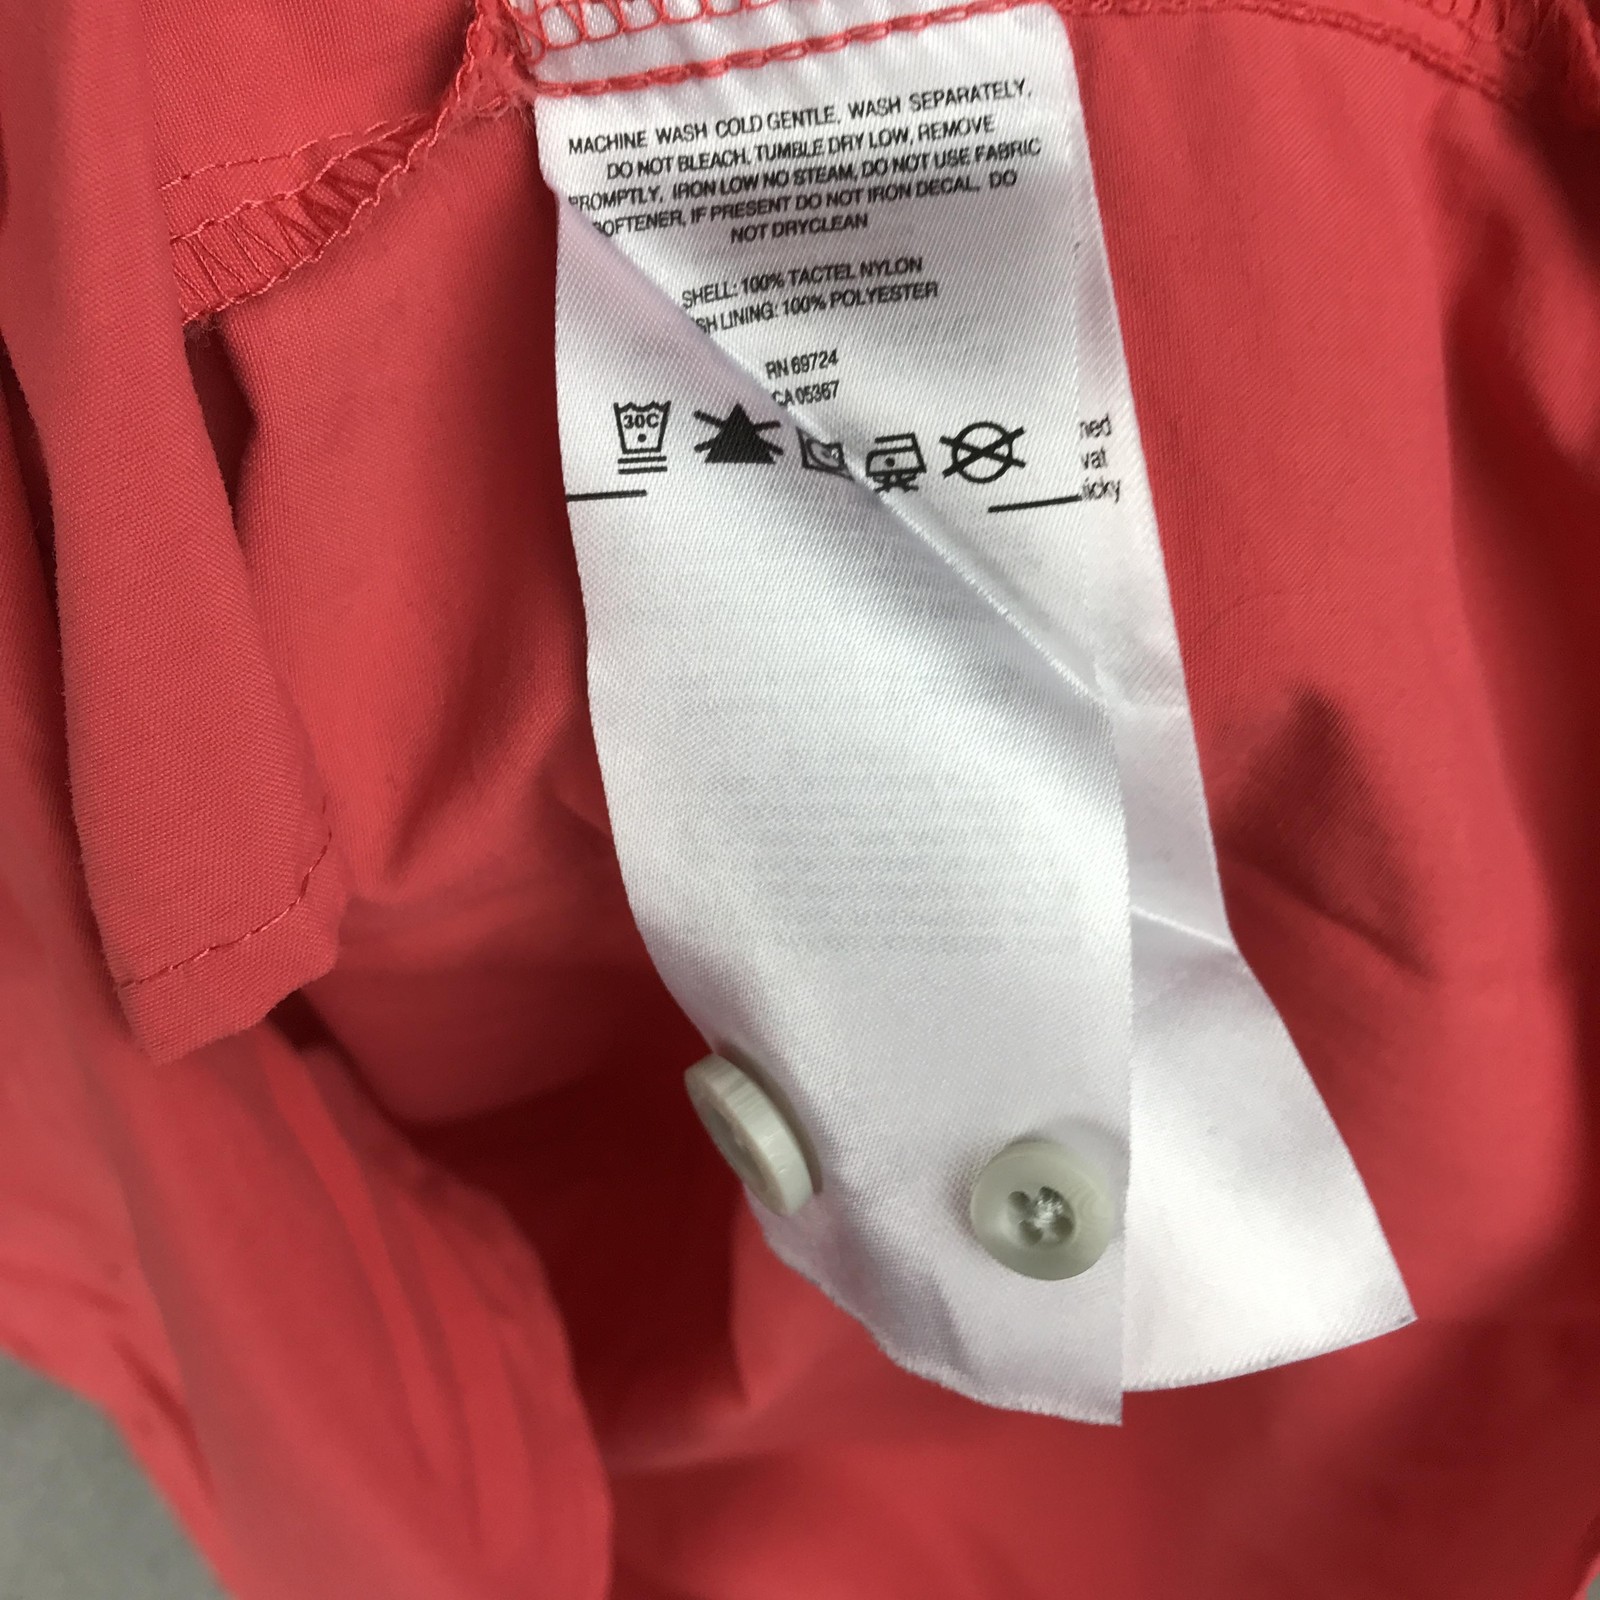 MACHINE WASH COLD GENTLE, WASH SEPARATELY,
DO NOT BLEACH, TUMBLE DRY LOW, REMOVE
PROMPTLY, IRON LOW NO STEAM, DO NOT USE FABRIC
SOFTENER, IF PRESENT DO NOT IRON DECAL, DO
NOT DRYCLEAN
SHELL: 100% TACTEL NYLON
SH LINING: 100% POLYESTER
RN 69724
CA 05367
30C
ned
vat
icky